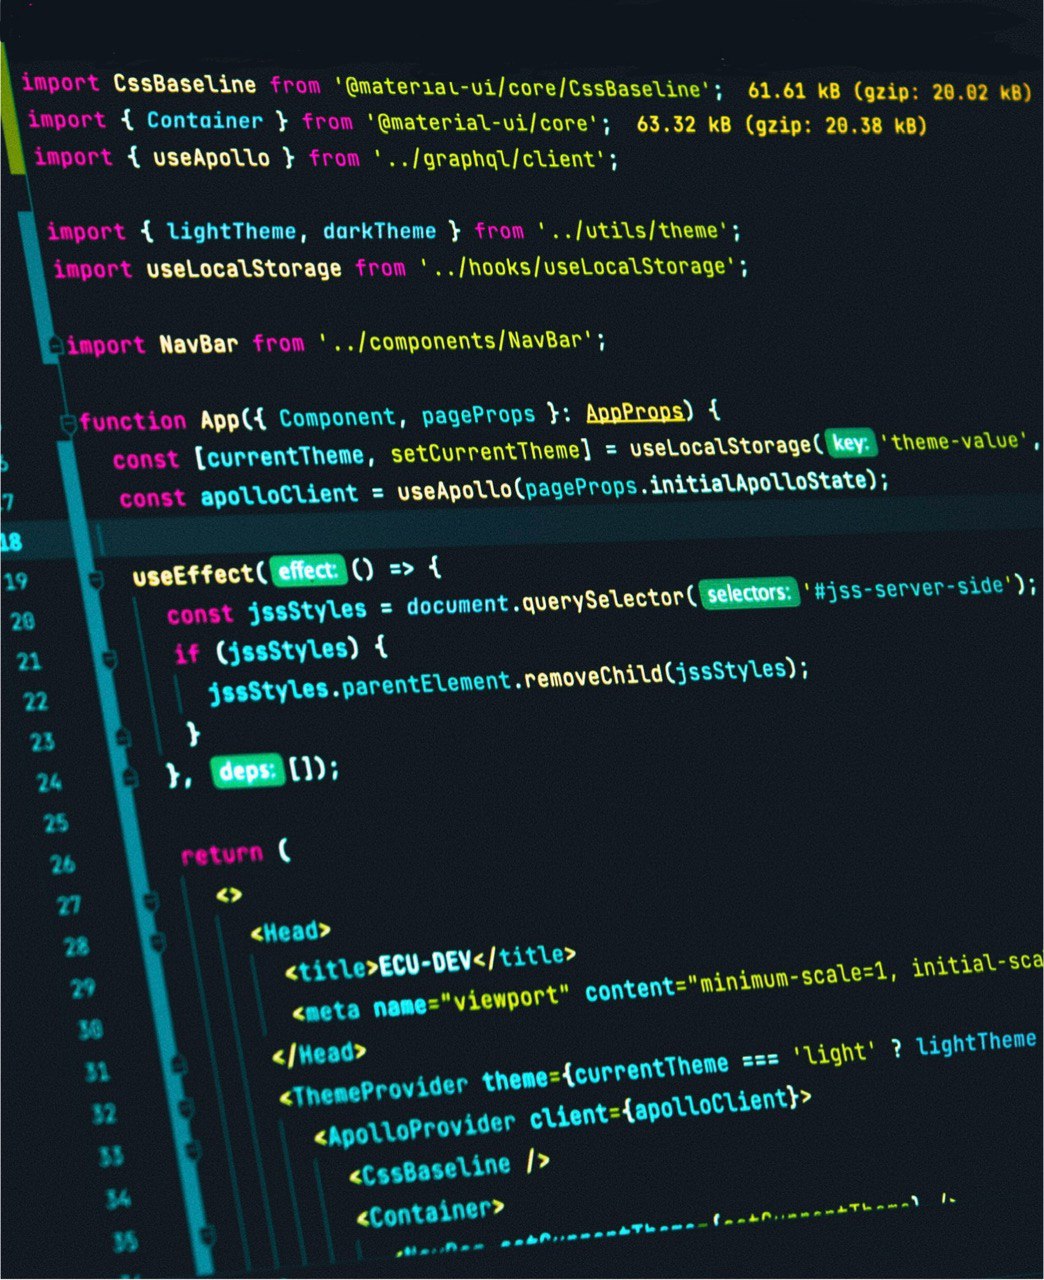 import CssBaseline from '@material-ui/core/CssBaseline'; 61.61 kB (gzip: 20.02 kB)
import { Container } from '@material-ui/core'; 63.32 kB (gzip: 20.38 kB)
import { useApollo } from '../graphql/client';
import { lightTheme, darkTheme } from '../utils/theme';
import useLocalStorage from '../hooks/useLocalStorage';
import NavBar from '../components/NavBar';
function App({ Component, pageProps }: AppProps) {
const [currentTheme, setCurrentTheme] = useLocalStorage( key: 'theme-value',
17 const apolloClient = useApollo(pageProps.initialApolloState);
18
19 useEffect( effect: () => {
20 const jssStyles = document.querySelector( selectors: '#jss-server-side');
21 if (jssStyles) {
22 jssStyles.parentElement.removeChild(jssStyles);
23 }
24 }, deps: []);
25
26 return (
27 <>
28 <Head>
29 <title>ECU-DEV</title>
30 <meta name="viewport" content="minimum-scale=1, initial-sca
31 </Head>
32 <ThemeProvider theme={currentTheme === 'light' ? lightTheme
33 <ApolloProvider client={apolloClient}>
34 <CssBaseline />
35 <Container>